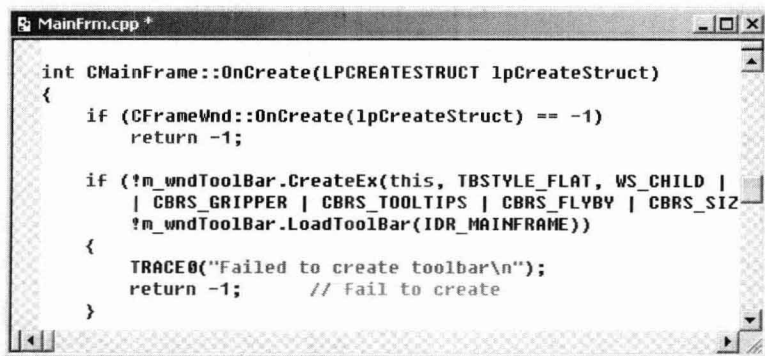 MainFrm.cpp *
int CMainFrame::OnCreate(LPCREATESTRUCT lpCreateStruct)
{
    if (CFrameWnd::OnCreate(lpCreateStruct) == -1)
        return -1;

    if (!m_wndToolBar.CreateEx(this, TBSTYLE_FLAT, WS_CHILD |
        | CBRS_GRIPPER | CBRS_TOOLTIPS | CBRS_FLYBY | CBRS_SIZ
        !m_wndToolBar.LoadToolBar(IDR_MAINFRAME))
    {
        TRACE0("Failed to create toolbar\n");
        return -1;      // fail to create
    }